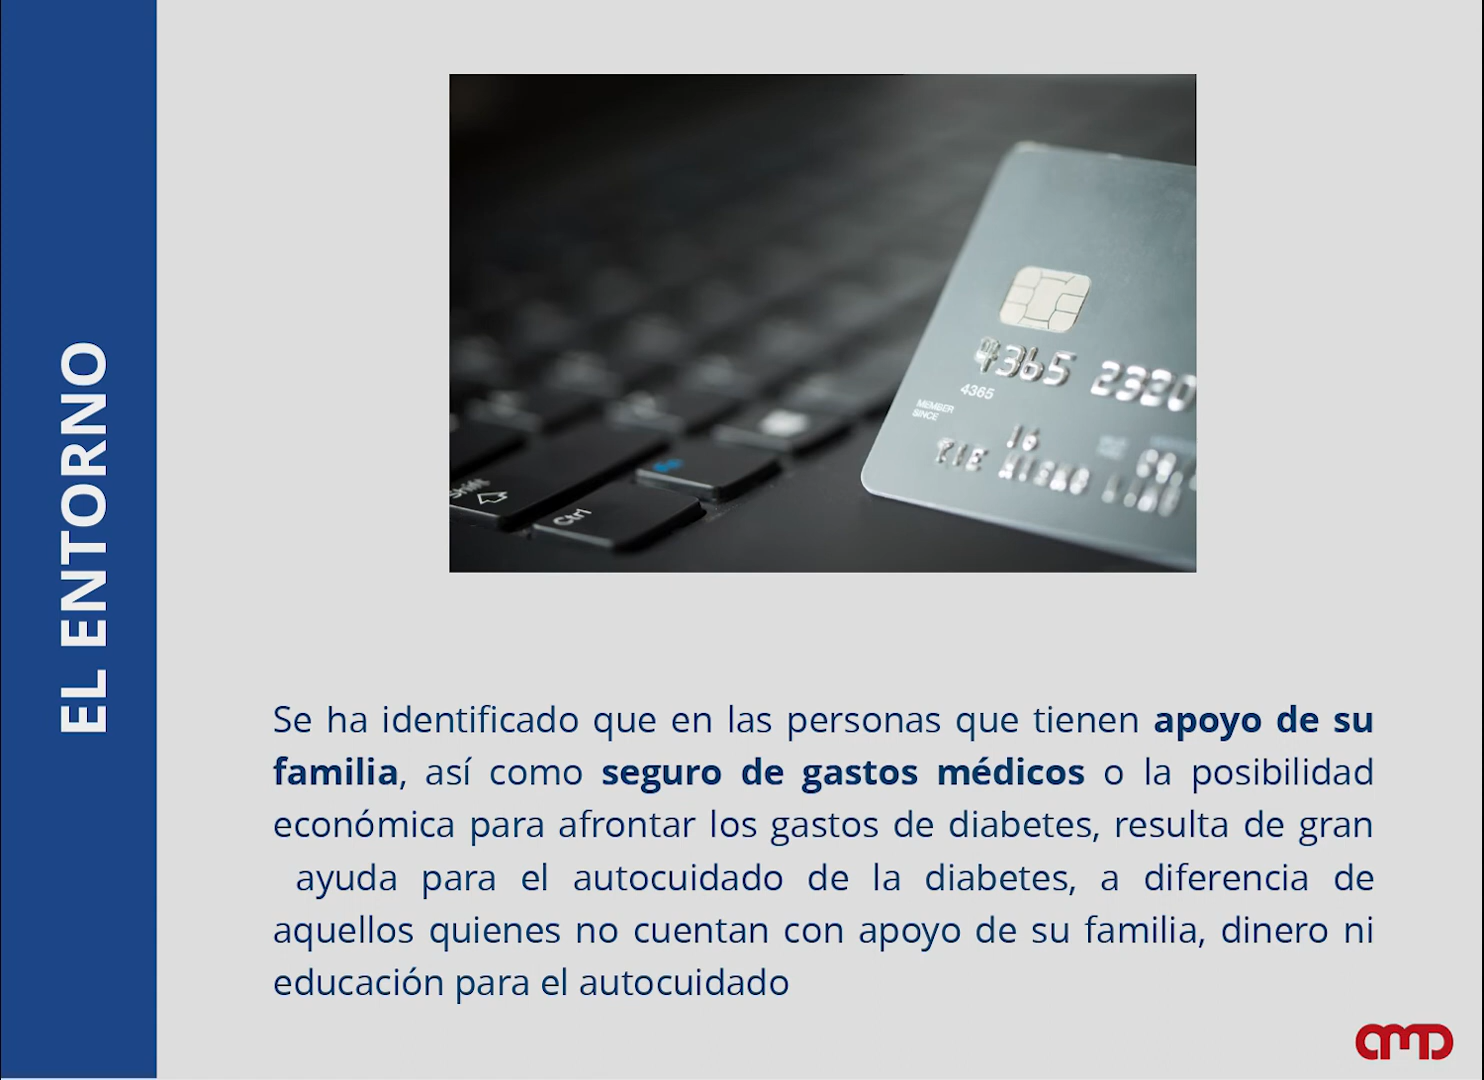 EL ENTORNO
4365 2320
4365
MEMBER
SINCE
16
Shift
Ctrl
Se ha identificado que en las personas que tienen apoyo de su
familia, así como seguro de gastos médicos o la posibilidad
económica para afrontar los gastos de diabetes, resulta de gran
ayuda para el autocuidado de la diabetes, a diferencia de
aquellos quienes no cuentan con apoyo de su familia, dinero ni
educación para el autocuidado
amd